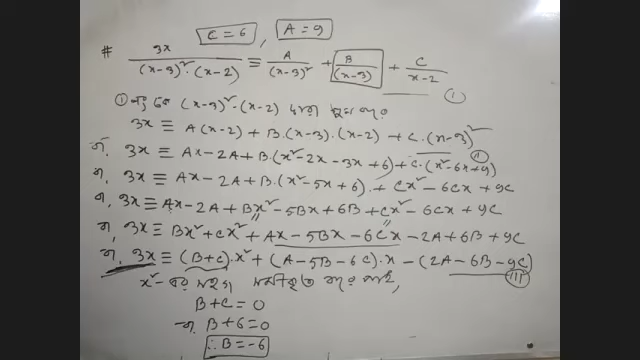 C = 6 , A = 9
# 3x / (x-3)²·(x-2) ≡ A / (x-3)² + B / (x-3) + C / x-2 (i)
(i) নং কে (x-3)²·(x-2) দ্বারা গুণ করে
3x ≡ A(x-2) + B·(x-3)·(x-2) + C·(x-3)² (ii)
বা, 3x ≡ Ax - 2A + B·(x² - 2x - 3x + 6) + C·(x² - 6x + 9)
বা, 3x ≡ Ax - 2A + B·(x² - 5x + 6) + Cx² - 6Cx + 9C
বা, 3x ≡ Ax - 2A + Bx² - 5Bx + 6B + Cx² - 6Cx + 9C
বা, 3x ≡ Bx² + Cx² + Ax - 5Bx - 6Cx - 2A + 6B + 9C
বা, 3x ≡ (B+C)·x² + (A - 5B - 6C)·x - (2A - 6B - 9C) (iii)
x² - এর সহগ সমীকৃত করে পাই,
B + C = 0
বা, B + 6 = 0
∴ B = -6